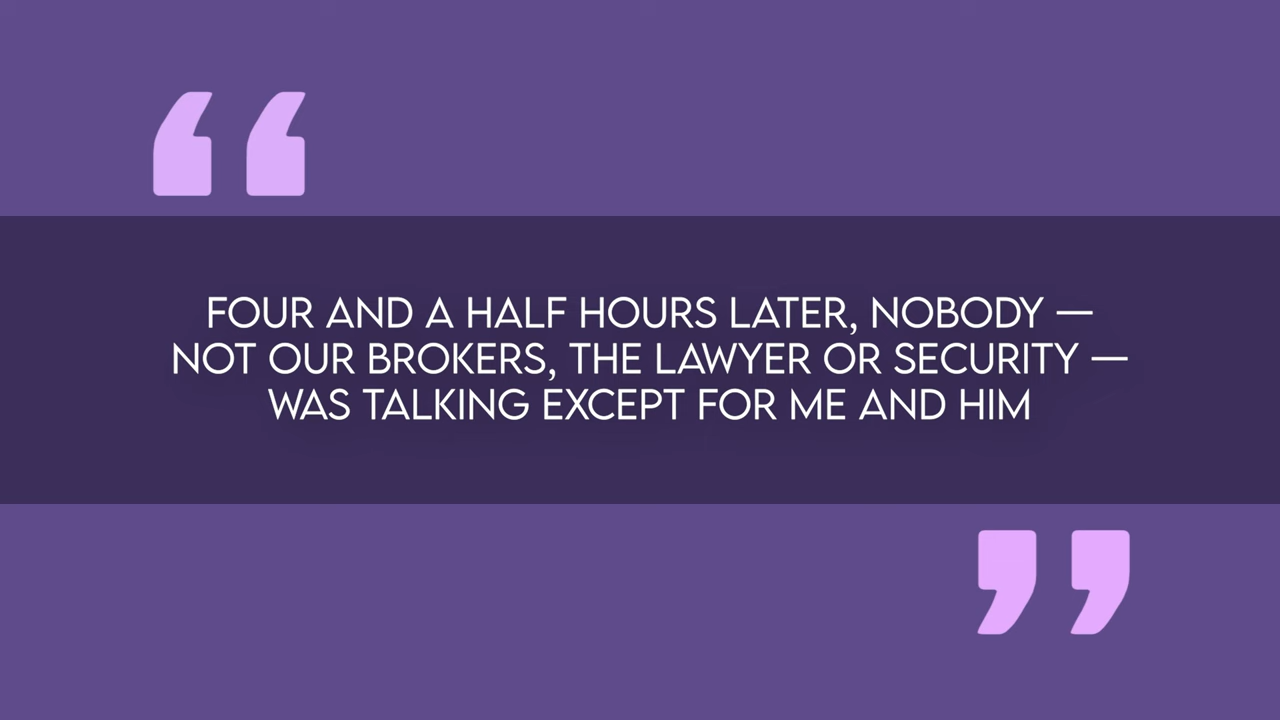 “
FOUR AND A HALF HOURS LATER, NOBODY —
NOT OUR BROKERS, THE LAWYER OR SECURITY —
WAS TALKING EXCEPT FOR ME AND HIM
”